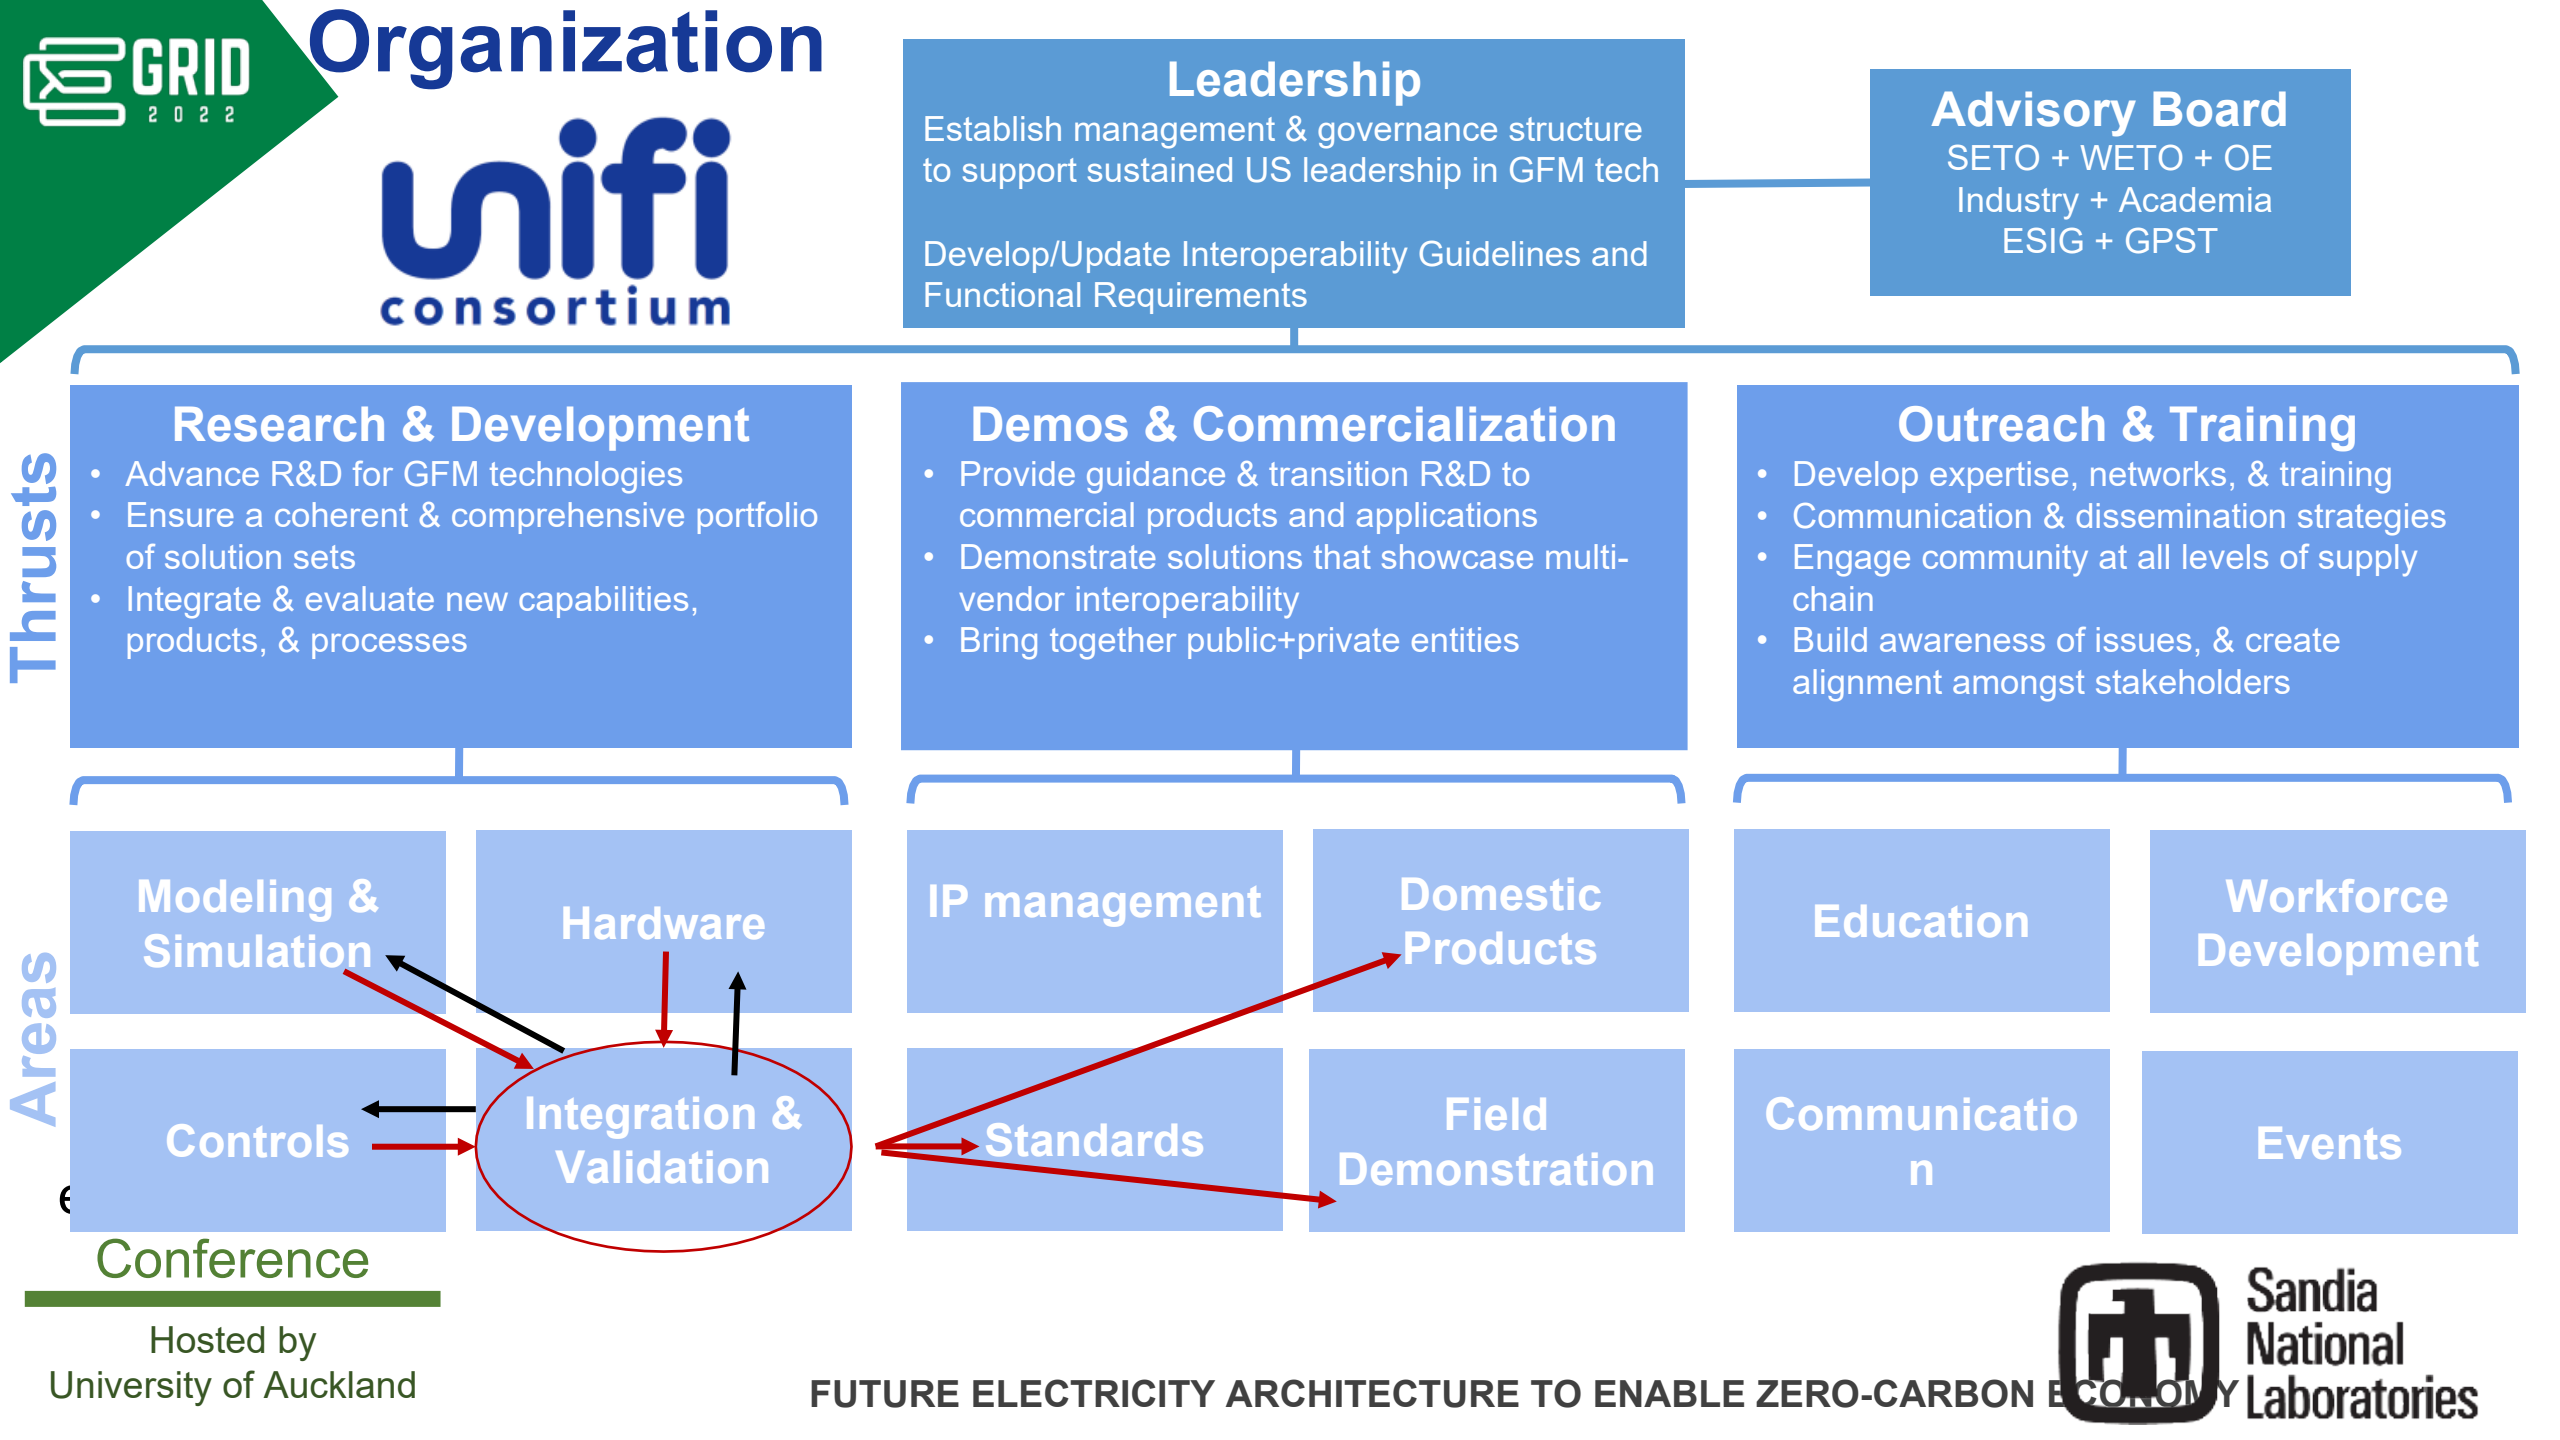 Organization
GRID
2022
unifi
consortium
Leadership
Establish management & governance structure
to support sustained US leadership in GFM tech
Develop/Update Interoperability Guidelines and
Functional Requirements
Advisory Board
SETO + WETO + OE
Industry + Academia
ESIG + GPST
Thrusts
Research & Development
• Advance R&D for GFM technologies
• Ensure a coherent & comprehensive portfolio
of solution sets
• Integrate & evaluate new capabilities,
products, & processes
Demos & Commercialization
• Provide guidance & transition R&D to
commercial products and applications
• Demonstrate solutions that showcase multi-
vendor interoperability
• Bring together public+private entities
Outreach & Training
• Develop expertise, networks, & training
• Communication & dissemination strategies
• Engage community at all levels of supply
chain
• Build awareness of issues, & create
alignment amongst stakeholders
Areas
Modeling &
Simulation
Hardware
Controls
Integration &
Validation
IP management
Domestic
Products
Standards
Field
Demonstration
Education
Workforce
Development
Communicatio
n
Events
Conference
Hosted by
University of Auckland
FUTURE ELECTRICITY ARCHITECTURE TO ENABLE ZERO-CARBON ECONOMY
Sandia
National
Laboratories